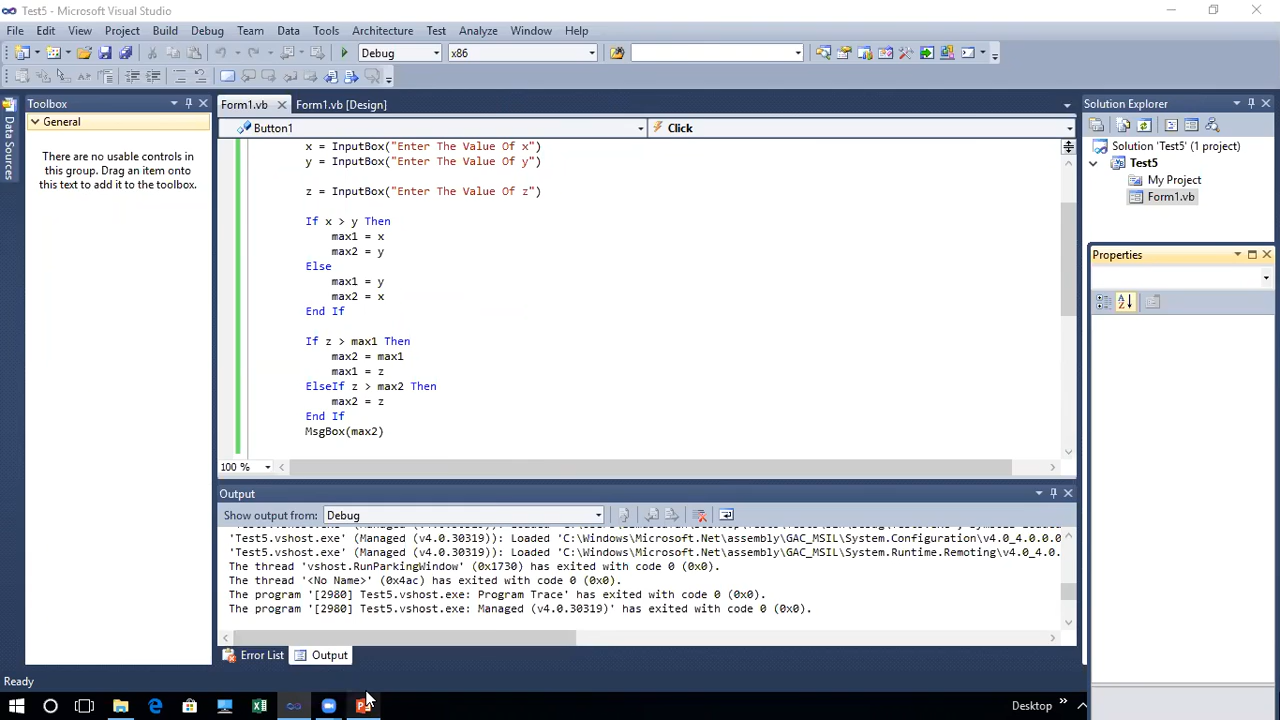 Test5 - Microsoft Visual Studio
File Edit View Project Build Debug Team Data Tools Architecture Test Analyze Window Help
Debug x86
Data Sources
Toolbox
General
There are no usable controls in
this group. Drag an item onto
this text to add it to the toolbox.
Form1.vb Form1.vb [Design]
Button1 Click
x = InputBox("Enter The Value Of x")
y = InputBox("Enter The Value Of y")
z = InputBox("Enter The Value Of z")
If x > y Then
max1 = x
max2 = y
Else
max1 = y
max2 = x
End If
If z > max1 Then
max2 = max1
max1 = z
ElseIf z > max2 Then
max2 = z
End If
MsgBox(max2)
100 %
Output
Show output from: Debug
'Test5.vshost.exe' (Managed (v4.0.30319)): Loaded 'C:\Windows\Microsoft.Net\assembly\GAC_MSIL\System.Configuration\v4.0_4.0.0.0
'Test5.vshost.exe' (Managed (v4.0.30319)): Loaded 'C:\Windows\Microsoft.Net\assembly\GAC_MSIL\System.Runtime.Remoting\v4.0_4.0.
The thread 'vshost.RunParkingWindow' (0x1730) has exited with code 0 (0x0).
The thread '<No Name>' (0x4ac) has exited with code 0 (0x0).
The program '[2980] Test5.vshost.exe: Program Trace' has exited with code 0 (0x0).
The program '[2980] Test5.vshost.exe: Managed (v4.0.30319)' has exited with code 0 (0x0).
Error List Output
Solution Explorer
Solution 'Test5' (1 project)
Test5
My Project
Form1.vb
Properties
Ready
Desktop